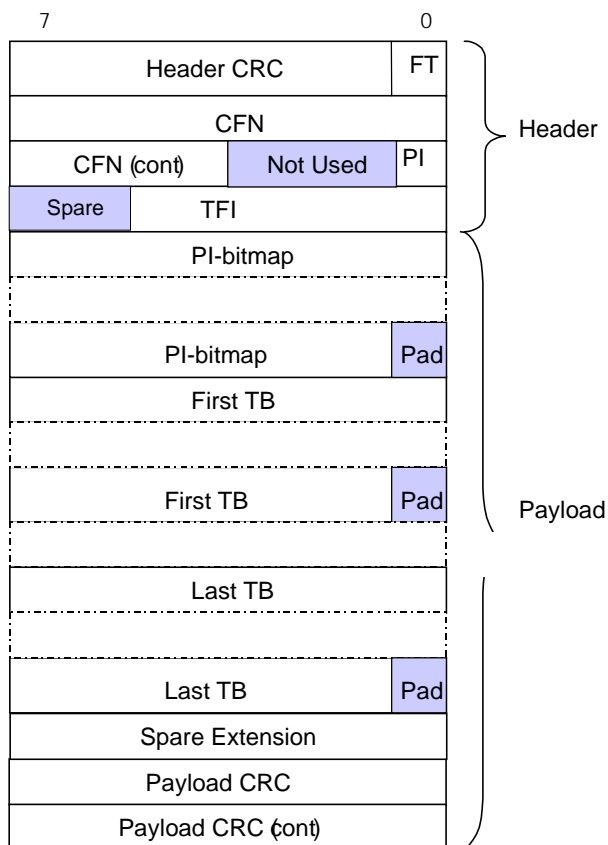 7 0
Header CRC FT
CFN
Header
CFN (cont) Not Used PI
Spare TFI
PI-bitmap
PI-bitmap Pad
First TB
First TB Pad
Payload
Last TB
Last TB Pad
Spare Extension
Payload CRC
Payload CRC (cont)